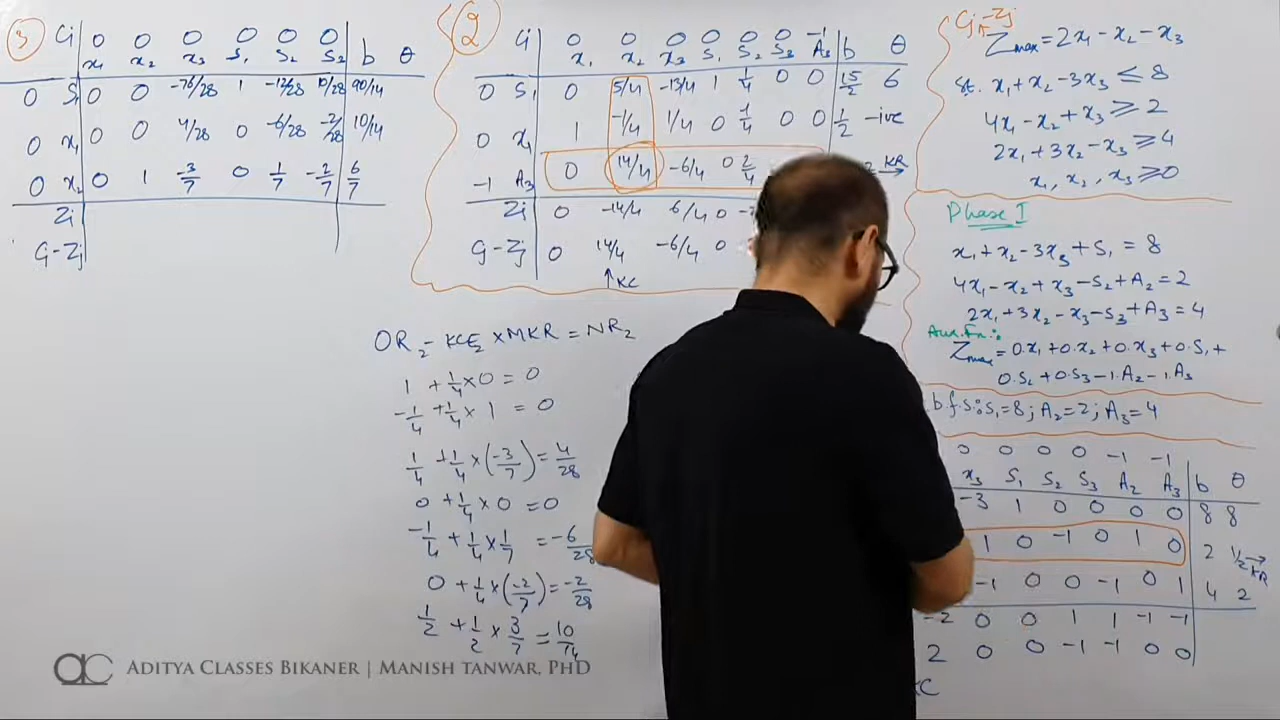 3
Cj 0 0 0 0 0 0
x₁ x₂ x₃ S₁ S₂ S₃ b θ
0 S₁ 0 0 -76/28 1 -13/28 10/28 90/14
0 x₁ 0 0 4/28 0 -6/28 -2/28 10/14
0 x₂ 0 1 -3/7 0 1/7 -2/7 6/7
Zj
Cj-Zj
2
Cj 0 0 0 0 0 0 -1
x₁ x₂ x₃ S₁ S₂ S₃ A₃ b θ
0 S₁ 0 5/4 -13/4 1 1/4 0 0 15/2 6
0 x₁ 1 -1/4 1/4 0 1/4 0 0 1/2 -ive
-1 A₃ 0 14/4 -6/4 0 2/4 KR
Zj 0 -14/4 6/4 0
Cj-Zj 0 14/4 -6/4 0
↑KC
OR₂ - KCE₂ × MKR = NR₂
1 + 1/4 × 0 = 0
-1/4 + 1/4 × 1 = 0
1/4 + 1/4 × (-3/7) = 4/28
0 + 1/4 × 0 = 0
-1/4 + 1/4 × 1/7 = -6/28
0 + 1/4 × (-2/7) = -2/28
1/2 + 1/2 × 3/7 = 10/14
Cj-Zj
Zmax = 2x₁ - x₂ - x₃
st. x₁ + x₂ - 3x₃ ≤ 8
4x₁ - x₂ + x₃ ≥ 2
2x₁ + 3x₂ - x₃ ≥ 4
x₁, x₂, x₃ ≥ 0
Phase I
x₁ + x₂ - 3x₃ + S₁ = 8
4x₁ - x₂ + x₃ - S₂ + A₂ = 2
2x₁ + 3x₂ - x₃ - S₃ + A₃ = 4
Aux. Fn.:
Zmax = 0.x₁ + 0.x₂ + 0.x₃ + 0.S₁ +
0.S₂ + 0.S₃ - 1.A₂ - 1.A₃
b.f.s: S₁ = 8; A₂ = 2; A₃ = 4
0 0 0 0 -1 -1
x₃ S₁ S₂ S₃ A₂ A₃ b θ
-3 1 0 0 0 0 8 8
1 0 -1 0 1 0 2 1/2 KR
-1 0 0 -1 0 1 4 2
-2 0 0 1 1 -1 -1
2 0 0 -1 -1 0 0
KC
ac ADITYA CLASSES BIKANER | MANISH TANWAR, PHD